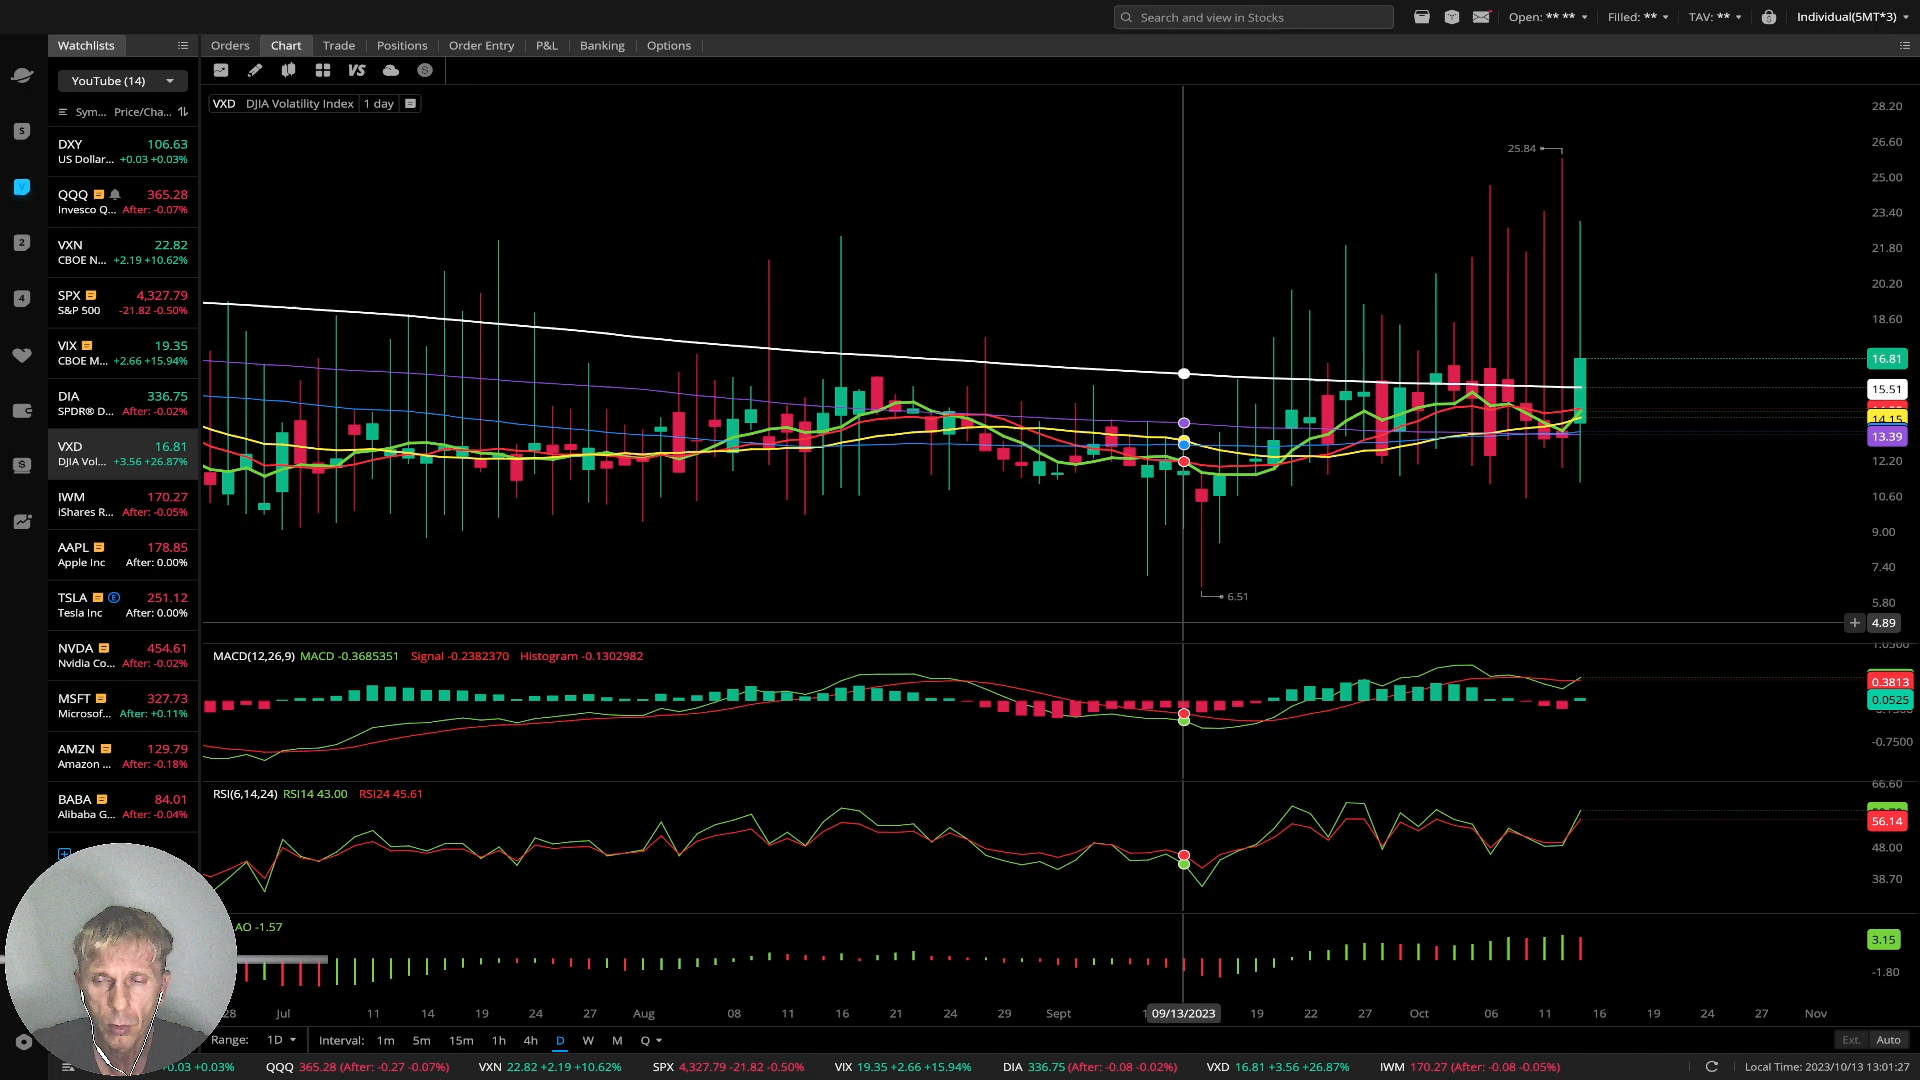 Search and view in Stocks
Open: ** **
Filled: **
TAV: **
Individual(5MT*3)
Watchlists
Orders
Chart
Trade
Positions
Order Entry
P&L
Banking
Options
YouTube (14)
VS
S
Sym... Price/Cha...
VXD DJIA Volatility Index 1 day
DXY 106.63
US Dollar... +0.03 +0.03%
QQQ 365.28
Invesco Q... After: -0.07%
VXN 22.82
CBOE N... +2.19 +10.62%
SPX 4,327.79
S&P 500 -21.82 -0.50%
VIX 19.35
CBOE M... +2.66 +15.94%
DIA 336.75
SPDR® D... After: -0.02%
VXD 16.81
DJIA Vol... +3.56 +26.87%
IWM 170.27
iShares R... After: -0.05%
AAPL 178.85
Apple Inc After: 0.00%
TSLA E 251.12
Tesla Inc After: 0.00%
NVDA 454.61
Nvidia Co... After: -0.02%
MSFT 327.73
Microsof... After: +0.11%
AMZN 129.79
Amazon ... After: -0.18%
BABA 84.01
Alibaba G... After: -0.04%
S
V
2
4
S
25.84
6.51
28.20
26.60
25.00
23.40
21.80
20.20
18.60
16.81
15.51
14.15
13.39
12.20
10.60
9.00
7.40
5.80
4.89
MACD(12,26,9) MACD -0.3685351 Signal -0.2382370 Histogram -0.1302982
0.3813
0.0525
-0.7500
RSI(6,14,24) RSI14 43.00 RSI24 45.61
66.60
56.14
48.00
38.70
AO -1.57
3.15
-1.80
28 Jul 11 14 19 24 27 Aug 08 11 16 21 24 29 Sept 09/13/2023 19 22 27 Oct 06 11 16 19 24 27 Nov
Range: 1D Interval: 1m 5m 15m 1h 4h D W M Q
Ext. Auto
+0.03 +0.03% QQQ 365.28 (After: -0.27 -0.07%) VXN 22.82 +2.19 +10.62% SPX 4,327.79 -21.82 -0.50% VIX 19.35 +2.66 +15.94% DIA 336.75 (After: -0.08 -0.02%) VXD 16.81 +3.56 +26.87% IWM 170.27 (After: -0.08 -0.05%) Local Time: 2023/10/13 13:01:27